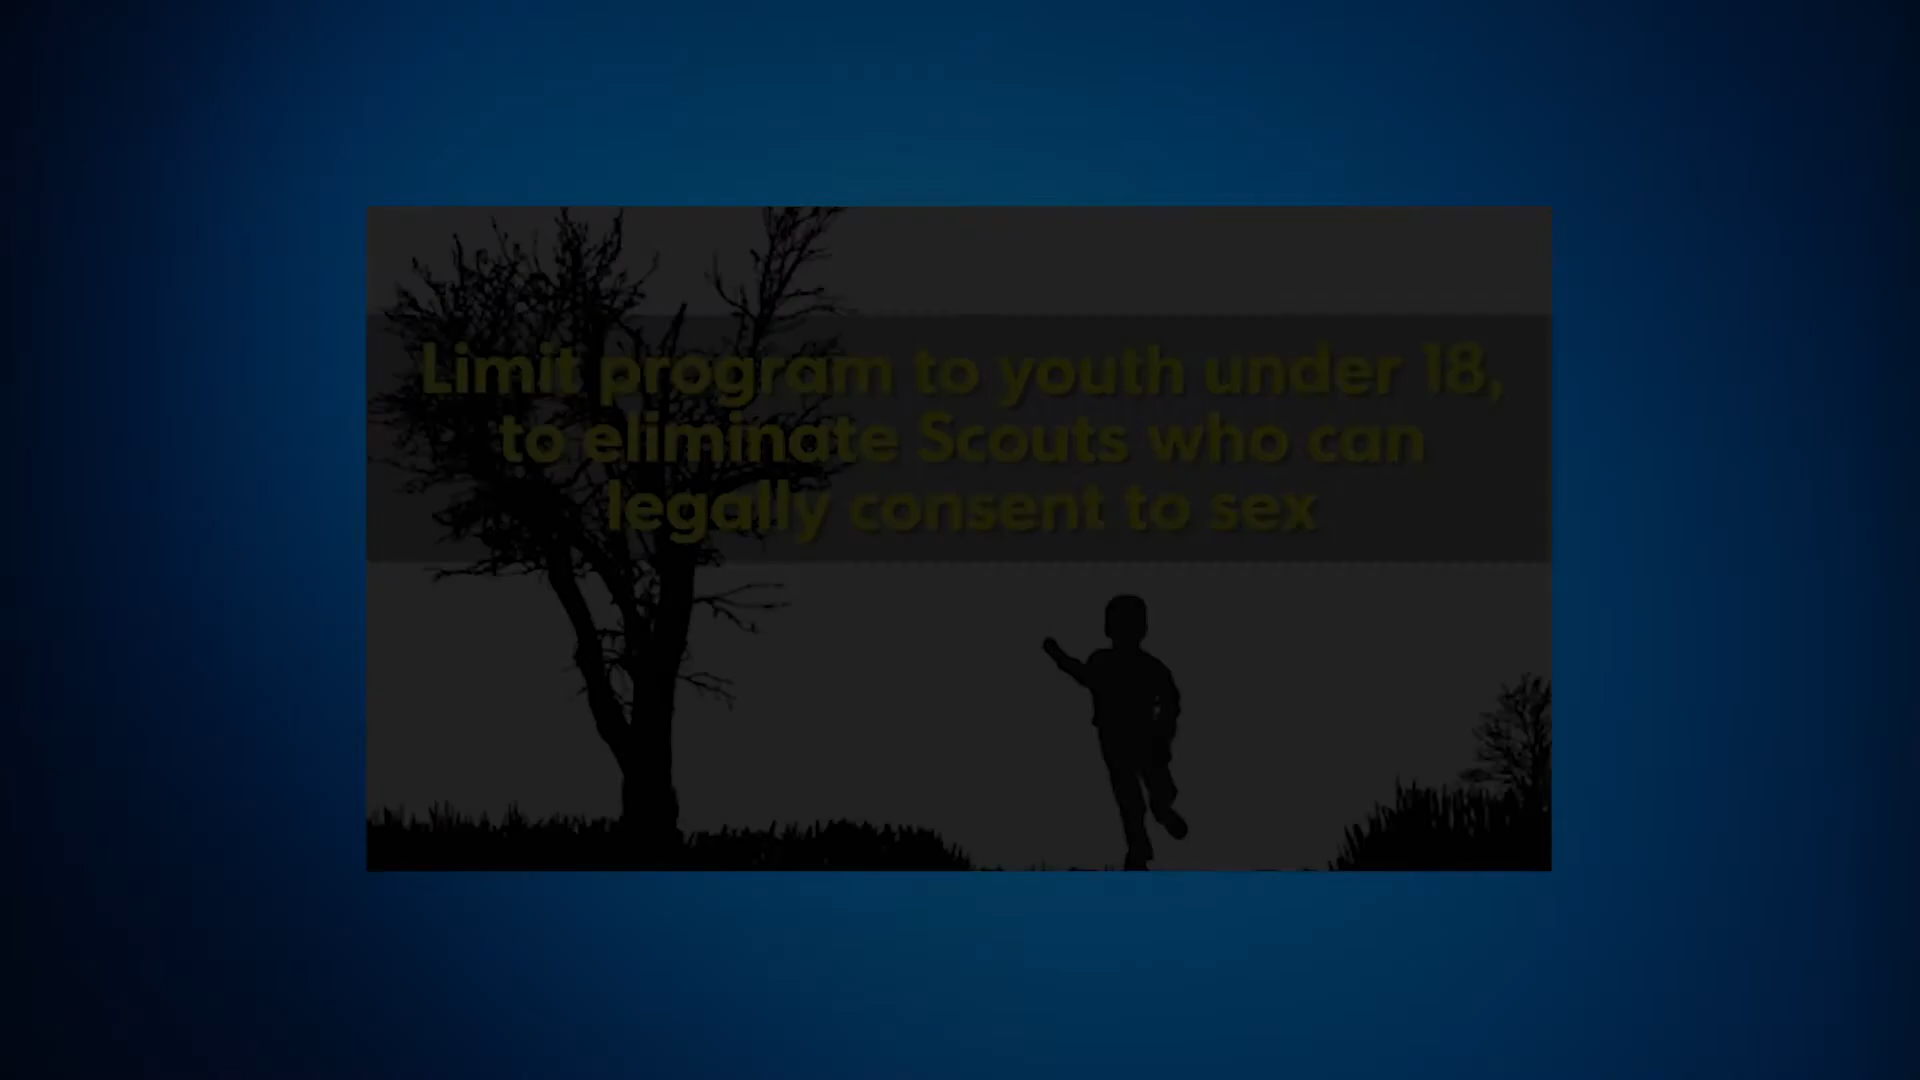 Limit program to youth under 18,
to eliminate Scouts who can
legally consent to sex